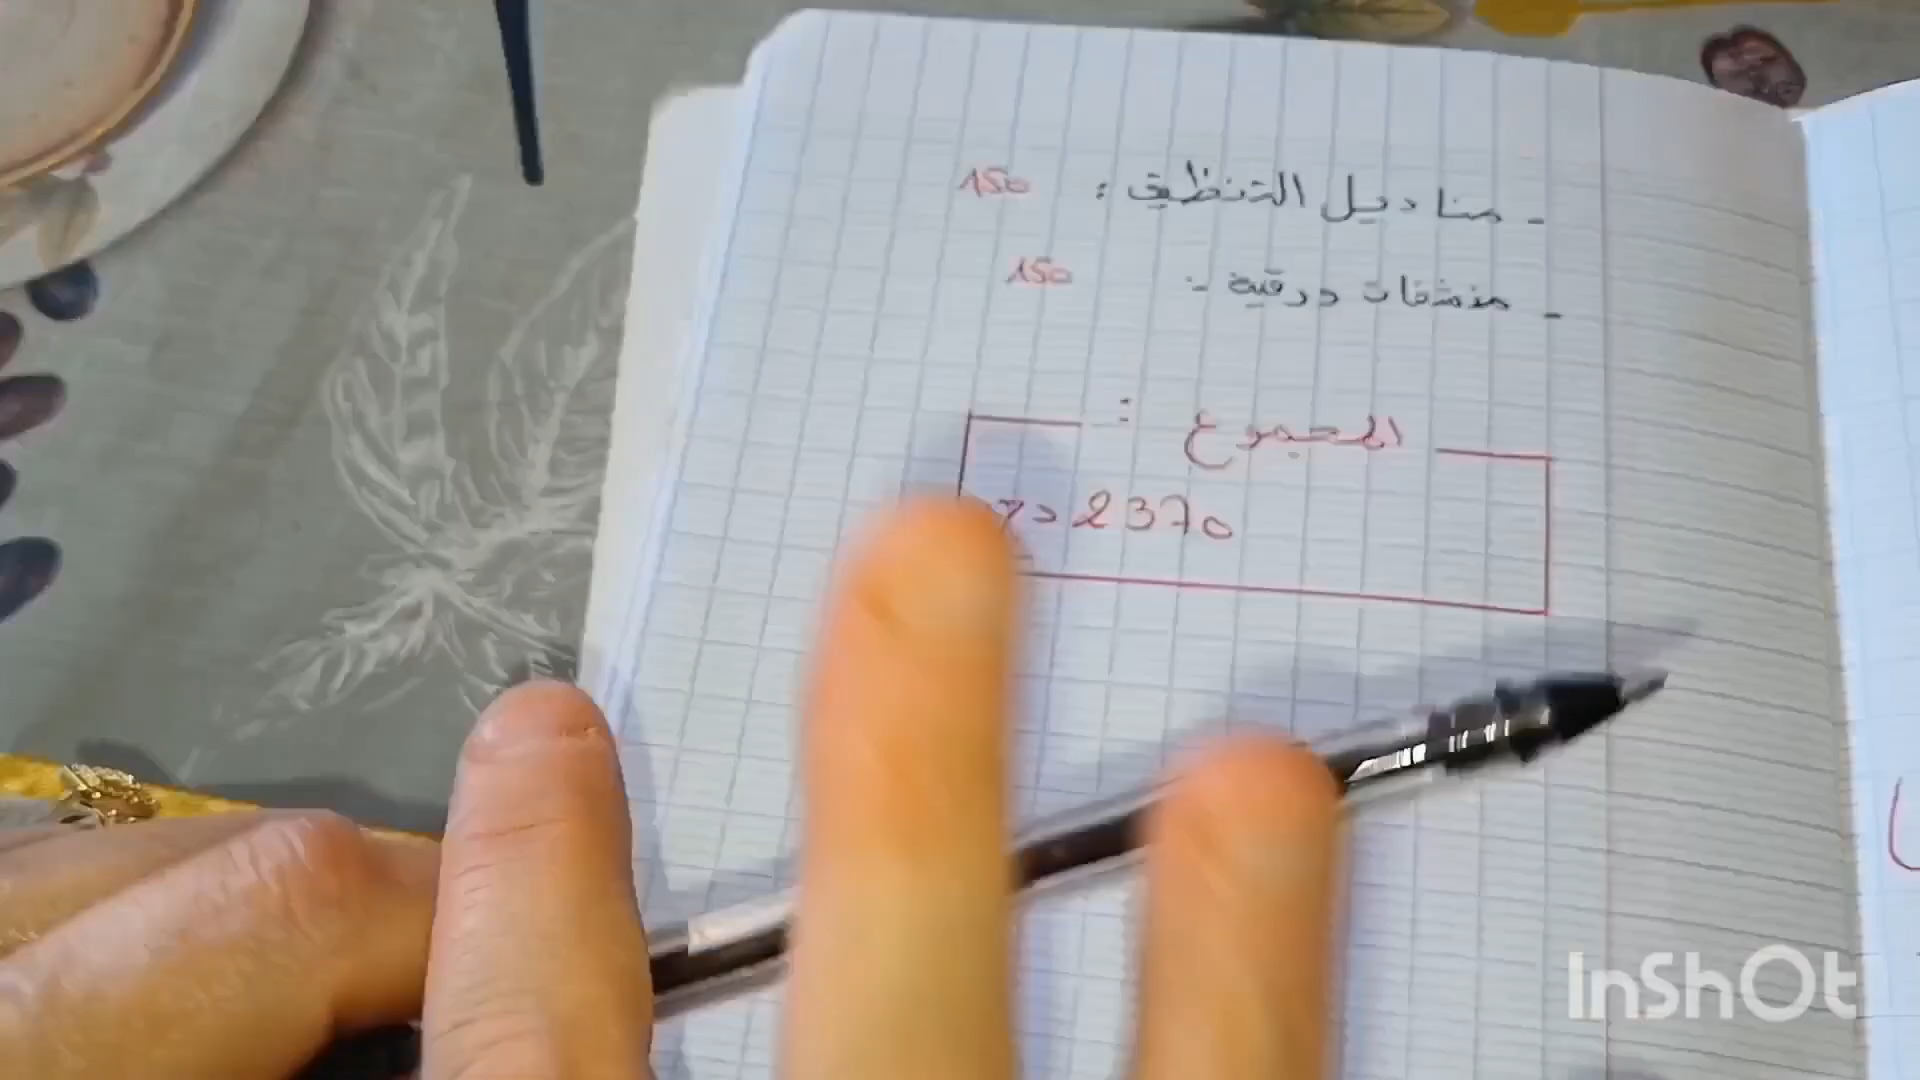 - مناديل التنظيف : 150
- منشفات ورقية :- 150
المجموع :
2370
InShOt